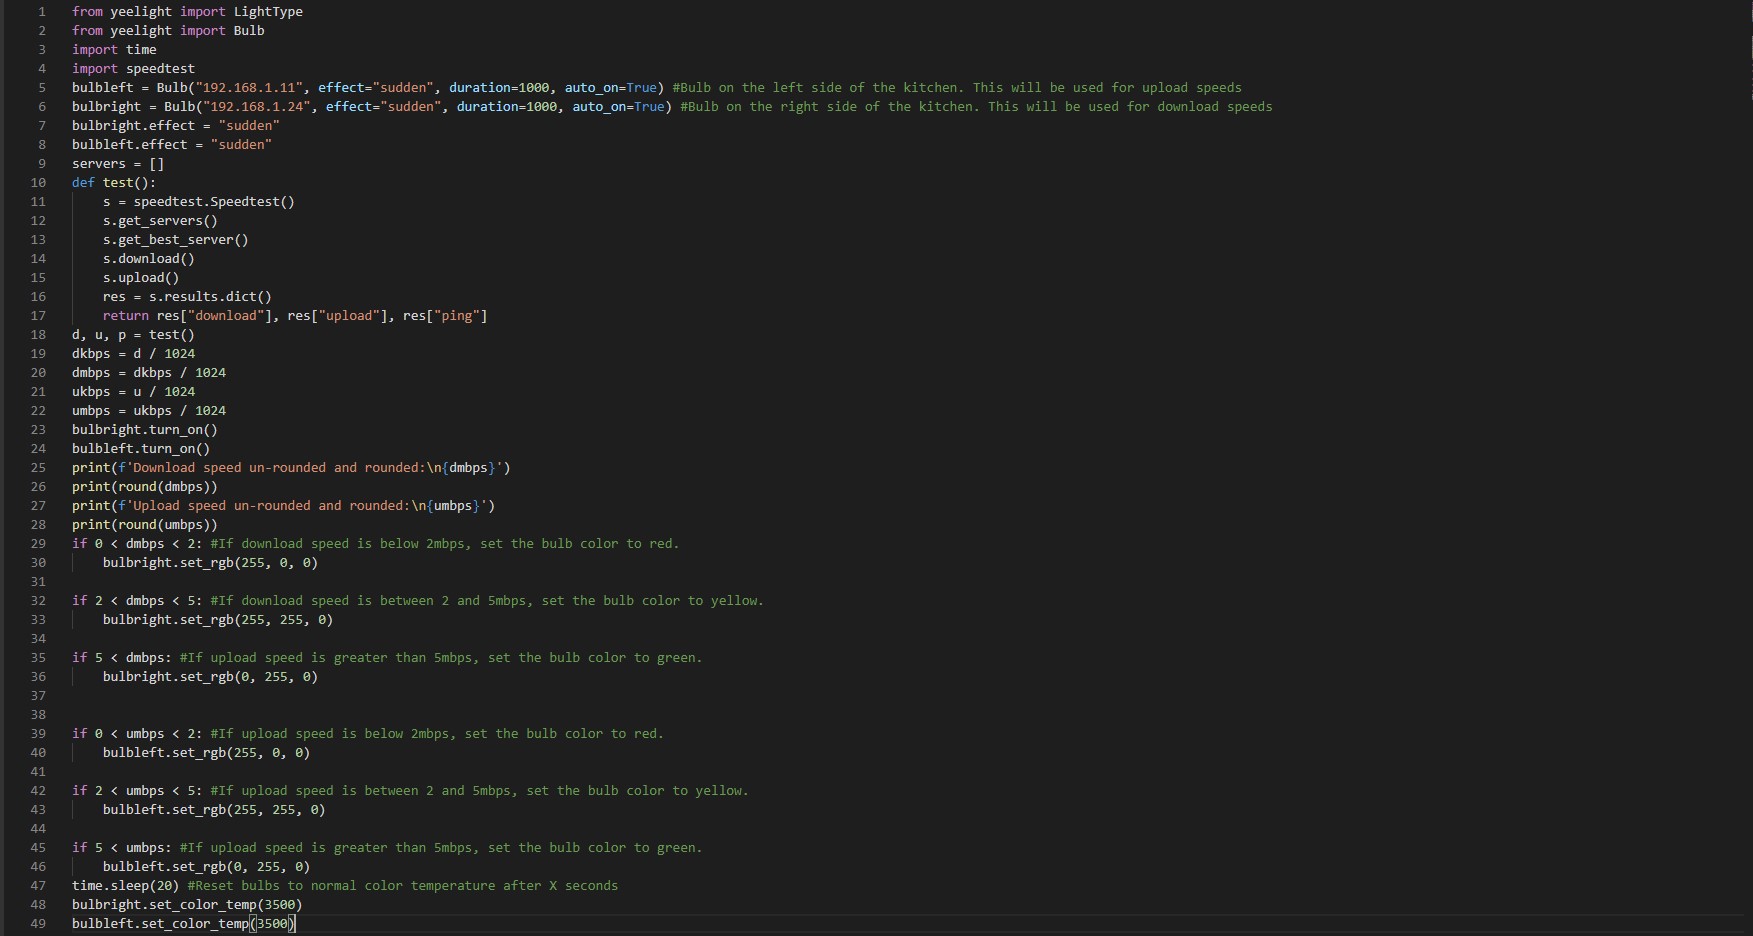 1 from yeelight import LightType
2 from yeelight import Bulb
3 import time
4 import speedtest
5 bulbleft = Bulb("192.168.1.11", effect="sudden", duration=1000, auto_on=True) #Bulb on the left side of the kitchen. This will be used for upload speeds
6 bulbright = Bulb("192.168.1.24", effect="sudden", duration=1000, auto_on=True) #Bulb on the right side of the kitchen. This will be used for download speeds
7 bulbright.effect = "sudden"
8 bulbleft.effect = "sudden"
9 servers = []
10 def test():
11     s = speedtest.Speedtest()
12     s.get_servers()
13     s.get_best_server()
14     s.download()
15     s.upload()
16     res = s.results.dict()
17     return res["download"], res["upload"], res["ping"]
18 d, u, p = test()
19 dkbps = d / 1024
20 dmbps = dkbps / 1024
21 ukbps = u / 1024
22 umbps = ukbps / 1024
23 bulbright.turn_on()
24 bulbleft.turn_on()
25 print(f'Download speed un-rounded and rounded:\n{dmbps}')
26 print(round(dmbps))
27 print(f'Upload speed un-rounded and rounded:\n{umbps}')
28 print(round(umbps))
29 if 0 < dmbps < 2: #If download speed is below 2mbps, set the bulb color to red.
30     bulbright.set_rgb(255, 0, 0)
31
32 if 2 < dmbps < 5: #If download speed is between 2 and 5mbps, set the bulb color to yellow.
33     bulbright.set_rgb(255, 255, 0)
34
35 if 5 < dmbps: #If upload speed is greater than 5mbps, set the bulb color to green.
36     bulbright.set_rgb(0, 255, 0)
37
38
39 if 0 < umbps < 2: #If upload speed is below 2mbps, set the bulb color to red.
40     bulbleft.set_rgb(255, 0, 0)
41
42 if 2 < umbps < 5: #If upload speed is between 2 and 5mbps, set the bulb color to yellow.
43     bulbleft.set_rgb(255, 255, 0)
44
45 if 5 < umbps: #If upload speed is greater than 5mbps, set the bulb color to green.
46     bulbleft.set_rgb(0, 255, 0)
47 time.sleep(20) #Reset bulbs to normal color temperature after X seconds
48 bulbright.set_color_temp(3500)
49 bulbleft.set_color_temp(3500)